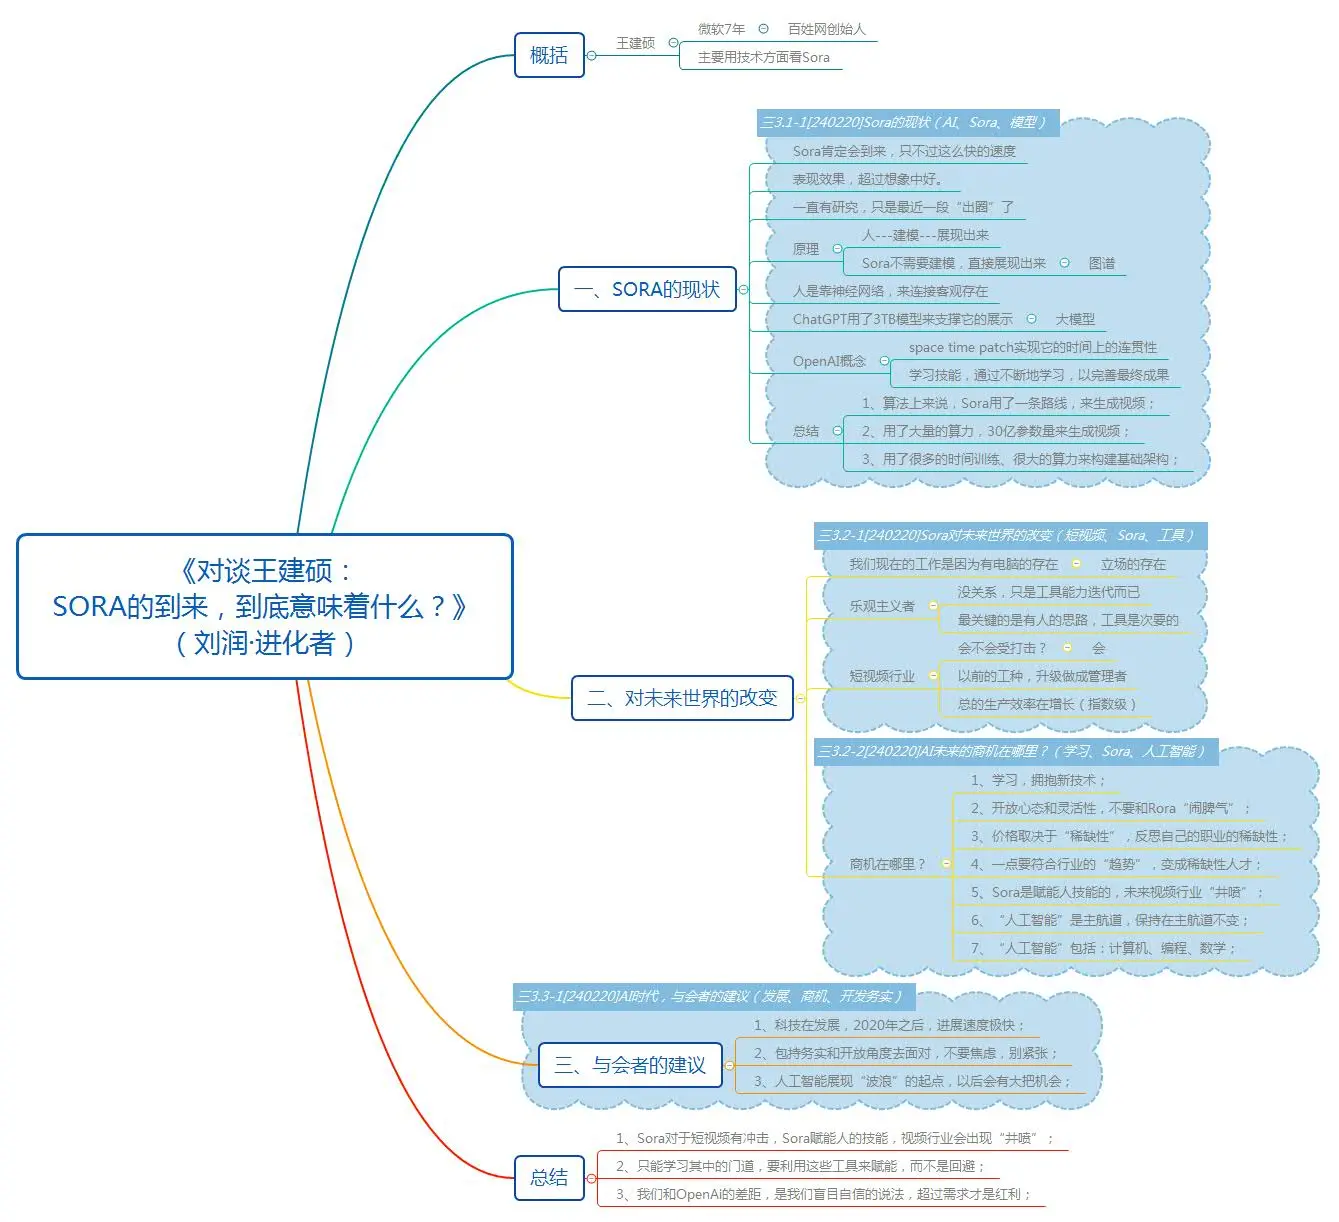 《对谈王建硕：
SORA的到来，到底意味着什么？》
（刘润·进化者）
概括
王建硕
微软7年
百姓网创始人
主要用技术方面看Sora
一、SORA的现状
三3.1-1[240220]Sora的现状（AI、Sora、模型）
Sora肯定会到来，只不过这么快的速度
表现效果，超过想象中好。
一直有研究，只是最近一段“出圈”了
原理
人---建模---展现出来
Sora不需要建模，直接展现出来
图谱
人是靠神经网络，来连接客观存在
ChatGPT用了3TB模型来支撑它的展示
大模型
OpenAI概念
space time patch实现它的时间上的连贯性
学习技能，通过不断地学习，以完善最终成果
总结
1、算法上来说，Sora用了一条路线，来生成视频；
2、用了大量的算力，30亿参数量来生成视频；
3、用了很多的时间训练、很大的算力来构建基础架构；
二、对未来世界的改变
三3.2-1[240220]Sora对未来世界的改变（短视频、Sora、工具）
我们现在的工作是因为有电脑的存在
立场的存在
乐观主义者
没关系，只是工具能力迭代而已
最关键的是有人的思路，工具是次要的
短视频行业
会不会受打击？
会
以前的工种，升级做成管理者
总的生产效率在增长（指数级）
三3.2-2[240220]AI未来的商机在哪里？（学习、Sora、人工智能）
商机在哪里？
1、学习，拥抱新技术；
2、开放心态和灵活性，不要和Rora“闹脾气”；
3、价格取决于“稀缺性”，反思自己的职业的稀缺性；
4、一点要符合行业的“趋势”，变成稀缺性人才；
5、Sora是赋能人技能的，未来视频行业“井喷”；
6、“人工智能”是主航道，保持在主航道不变；
7、“人工智能”包括：计算机、编程、数学；
三3.3-1[240220]AI时代，与会者的建议（发展、商机、开发务实）
三、与会者的建议
1、科技在发展，2020年之后，进展速度极快；
2、包持务实和开放角度去面对，不要焦虑，别紧张；
3、人工智能展现“波浪”的起点，以后会有大把机会；
总结
1、Sora对于短视频有冲击，Sora赋能人的技能，视频行业会出现“井喷”；
2、只能学习其中的门道，要利用这些工具来赋能，而不是回避；
3、我们和OpenAi的差距，是我们盲目自信的说法，超过需求才是红利；